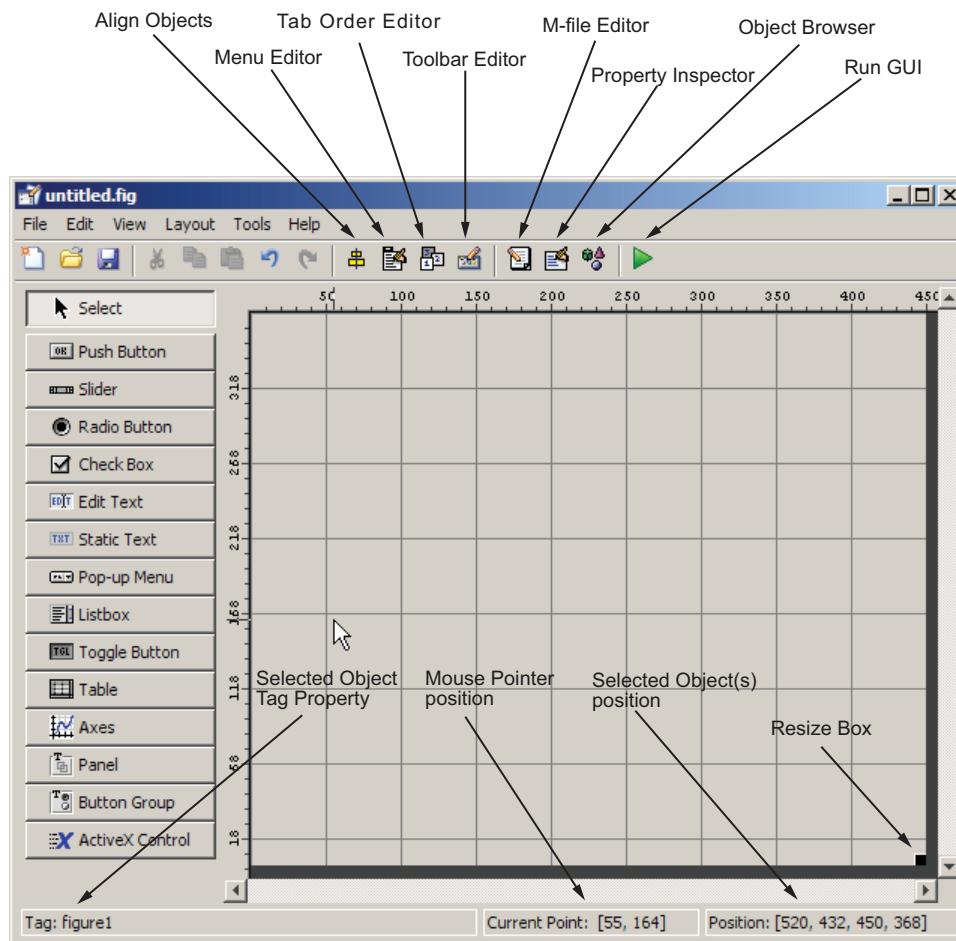 Align Objects
Tab Order Editor
M-file Editor
Object Browser
Menu Editor
Toolbar Editor
Property Inspector
Run GUI
untitled.fig
File Edit View Layout Tools Help
Select
50 100 150 200 250 300 350 400 450
Push Button
Slider
Radio Button
Check Box
Edit Text
Static Text
Pop-up Menu
Listbox
Toggle Button
Table
Axes
Panel
Button Group
ActiveX Control
OK
EDIT
TXT
TGL
318
268
218
168
118
68
18
Selected Object
Tag Property
Mouse Pointer
position
Selected Object(s)
position
Resize Box
Tag: figure1
Current Point: [55, 164]
Position: [520, 432, 450, 368]